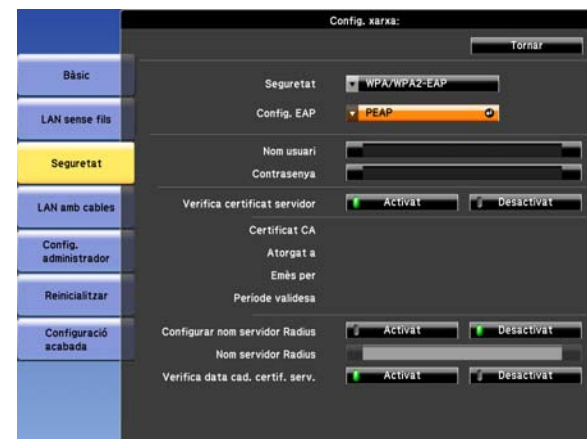 Config. xarxa:
Tornar
Bàsic
LAN sense fils
Seguretat
LAN amb cables
Config.
administrador
Reinicialitzar
Configuració
acabada
Seguretat WPA/WPA2-EAP
Config. EAP PEAP
Nom usuari
Contrasenya
Verifica certificat servidor Activat Desactivat
Certificat CA
Atorgat a
Emès per
Període validesa
Configurar nom servidor Radius Activat Desactivat
Nom servidor Radius
Verifica data cad. certif. serv. Activat Desactivat